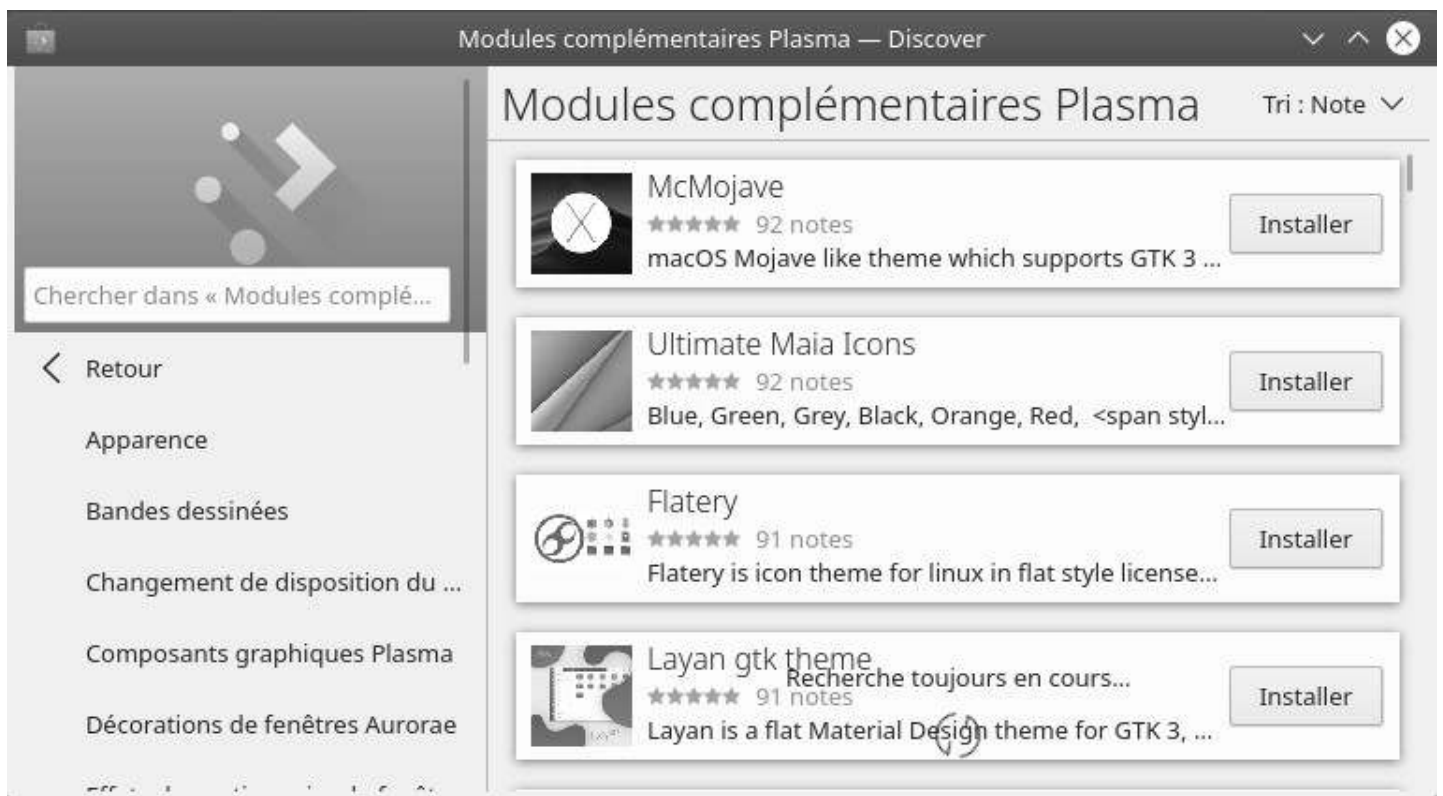 Modules complémentaires Plasma — Discover
Chercher dans « Modules complé...
Retour
Apparence
Bandes dessinées
Changement de disposition du ...
Composants graphiques Plasma
Décorations de fenêtres Aurorae
Modules complémentaires Plasma
Tri : Note
McMojave
92 notes
macOS Mojave like theme which supports GTK 3 ...
Installer
Ultimate Maia Icons
92 notes
Blue, Green, Grey, Black, Orange, Red, <span styl...
Installer
Flatery
91 notes
Flatery is icon theme for linux in flat style license...
Installer
Layan gtk theme
Recherche toujours en cours...
91 notes
Layan is a flat Material Design theme for GTK 3, ...
Installer